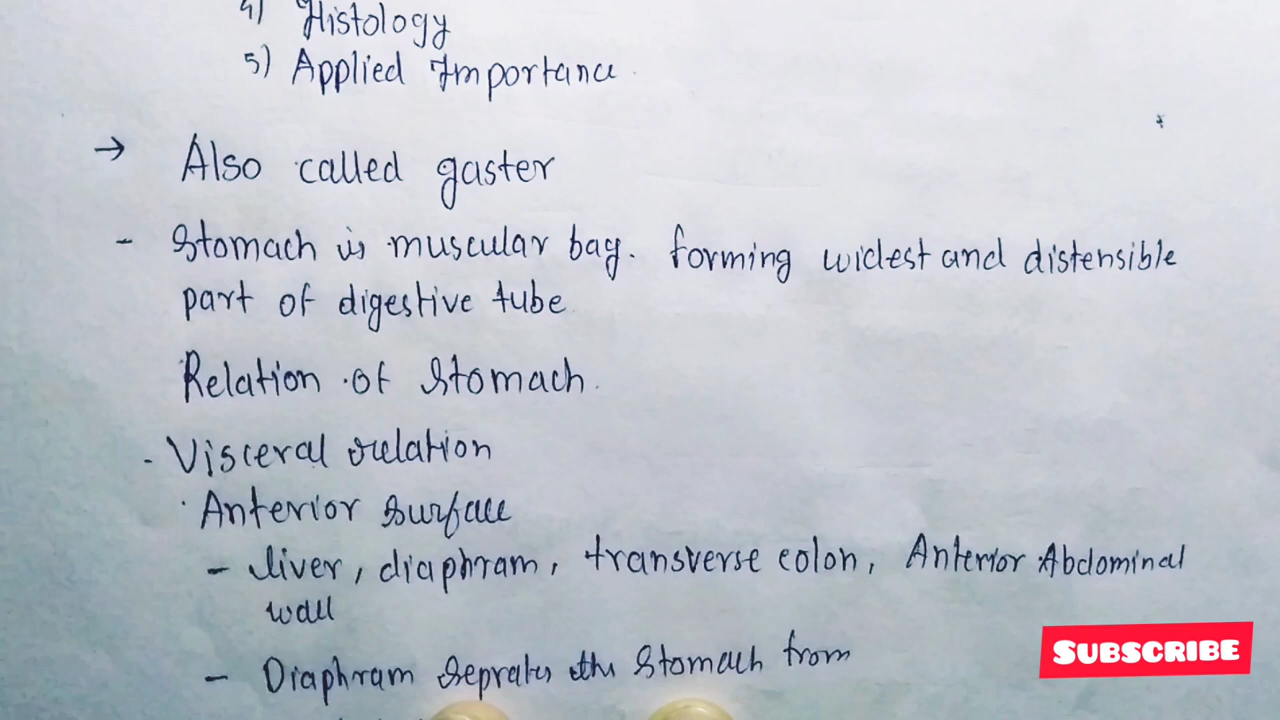 4) Histology
5) Applied Importance
→ Also called gaster
- Stomach is muscular bag. forming widest and distensible
part of digestive tube
Relation of Stomach.
- Visceral relation
· Anterior surface
- liver, diaphram, transverse colon, Anterior Abdominal
wall
- Diaphram seprates the stomach from
SUBSCRIBE